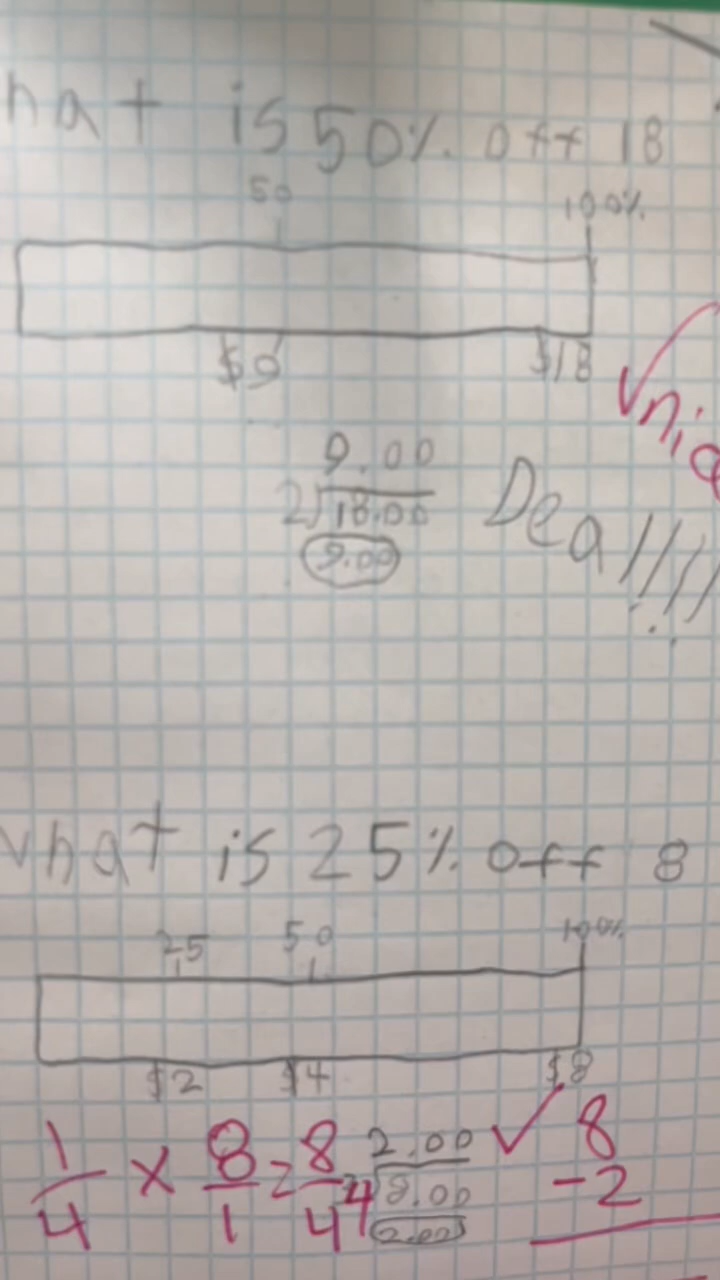 hat is 50% off 18
50 100%
$9 $18
9.00
2)18.00 Deal!!!
9.00
what is 25% off 8
25 50 100%
$2 $4 $8
1/4 × 8/1 = 8/4
2.00
4)8.00
2.00
8
-2